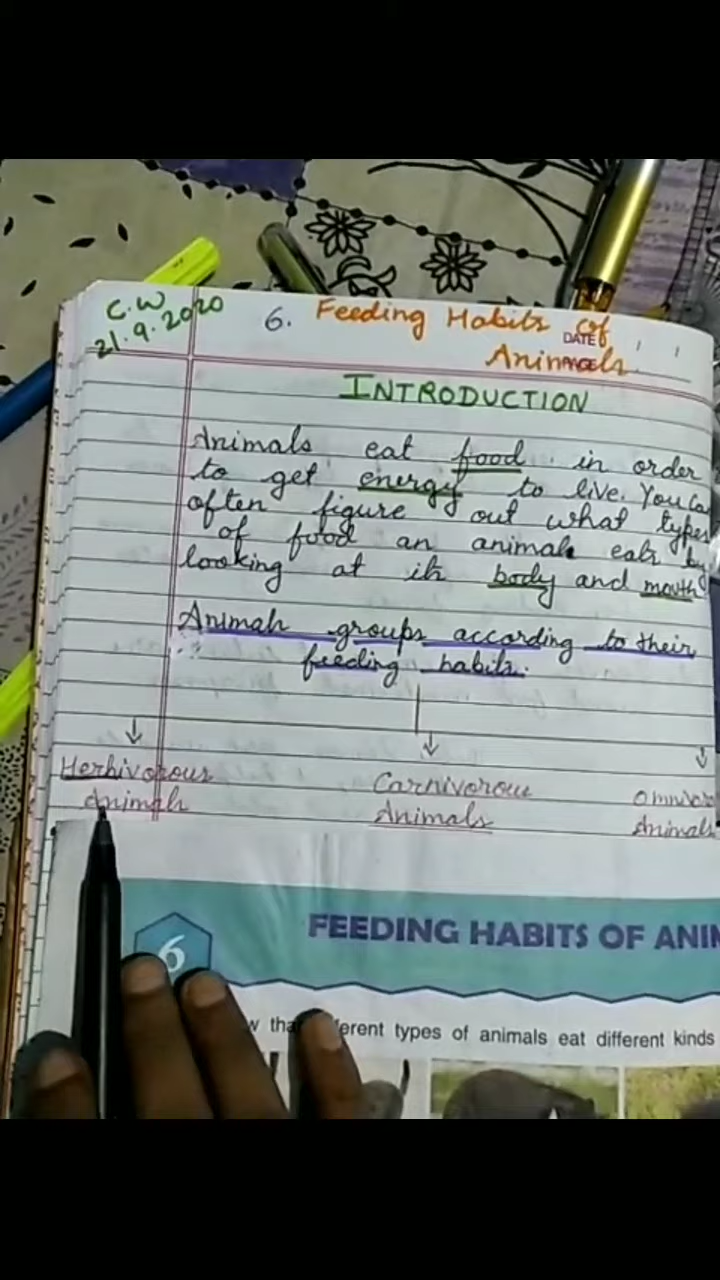 C.W
21.9.2020
6. Feeding Habits of
DATE
Animals
INTRODUCTION
Animals eat food in order
to get energy to live. You can
often figure out what types
of food an animal eats by
looking at its body and mouth.
Animals groups according to their
feeding habits.
Herbivorous
Animals
Carnivorous
Animals
Omnivoro
Animals
6
FEEDING HABITS OF ANIM
w that different types of animals eat different kinds